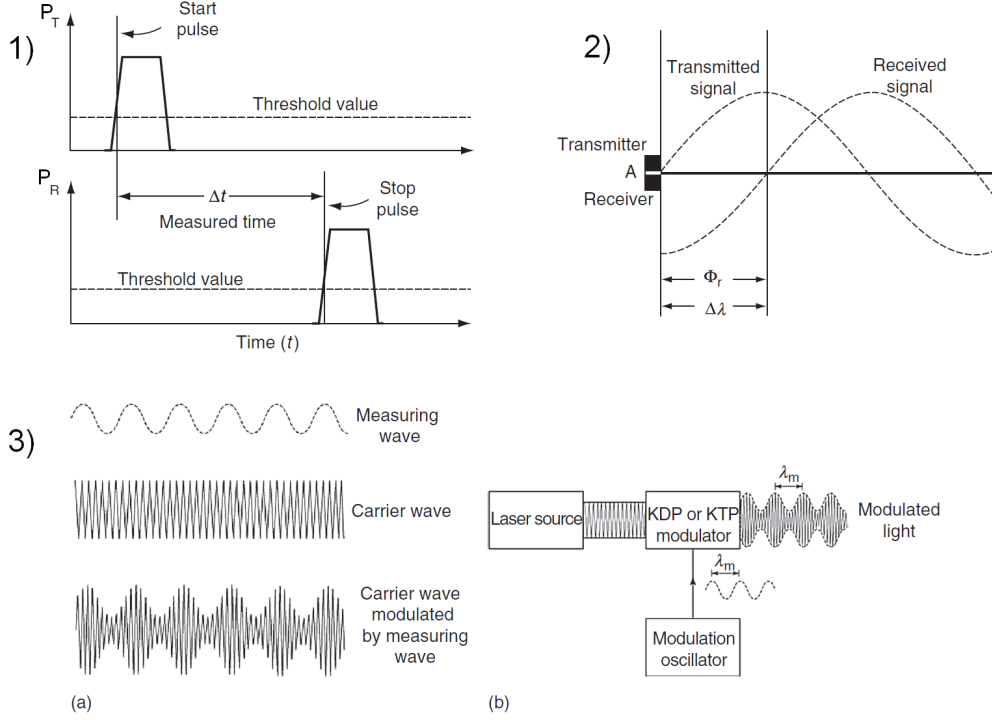 1)
P_T
Start
pulse
Threshold value
P_R
Δt
Measured time
Stop
pulse
Threshold value
Time (t)
2)
Transmitted
signal
Received
signal
Transmitter
A
Receiver
Φ_r
Δλ
3)
Measuring
wave
Carrier wave
Carrier wave
modulated
by measuring
wave
(a)
Laser source
KDP or KTP
modulator
λ_m
Modulated
light
λ_m
Modulation
oscillator
(b)